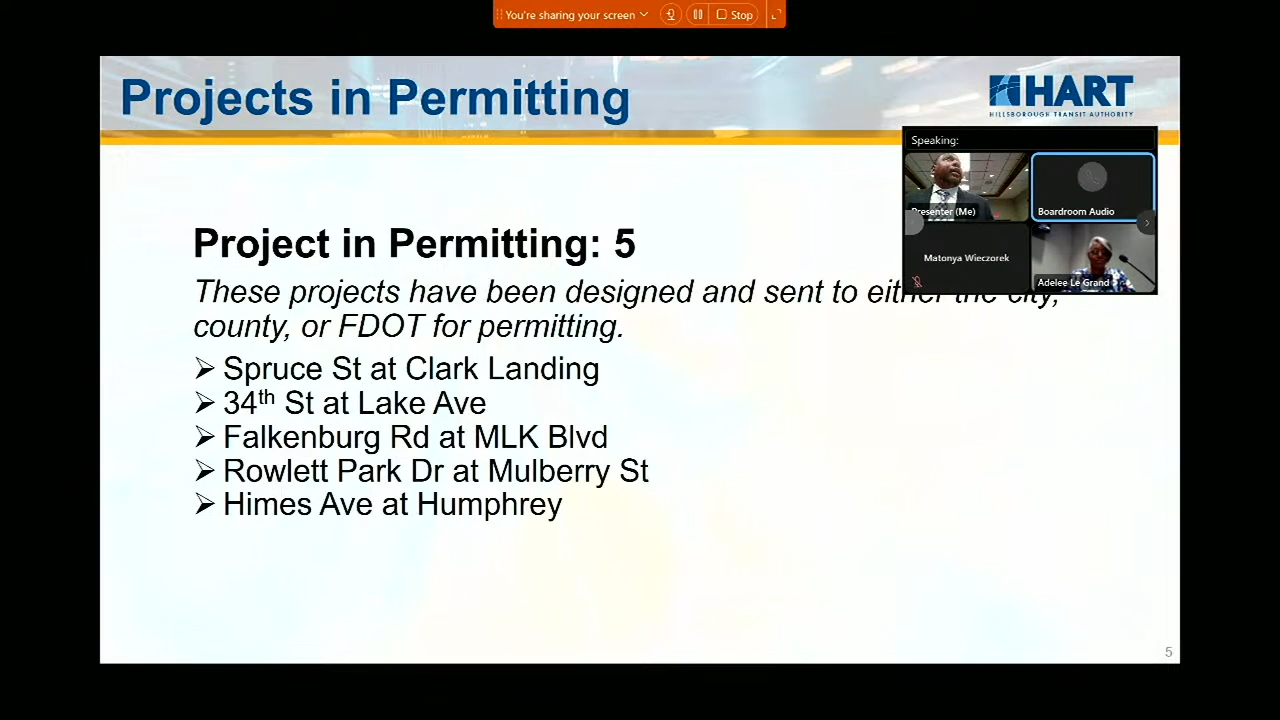 You're sharing your screen
Stop
Projects in Permitting
HART
HILLSBOROUGH TRANSIT AUTHORITY
Speaking:
Presenter (Me)
Boardroom Audio
Matonya Wieczorek
Adelee Le Grand
Project in Permitting: 5
These projects have been designed and sent to either the city,
county, or FDOT for permitting.
➢ Spruce St at Clark Landing
➢ 34th St at Lake Ave
➢ Falkenburg Rd at MLK Blvd
➢ Rowlett Park Dr at Mulberry St
➢ Himes Ave at Humphrey
5